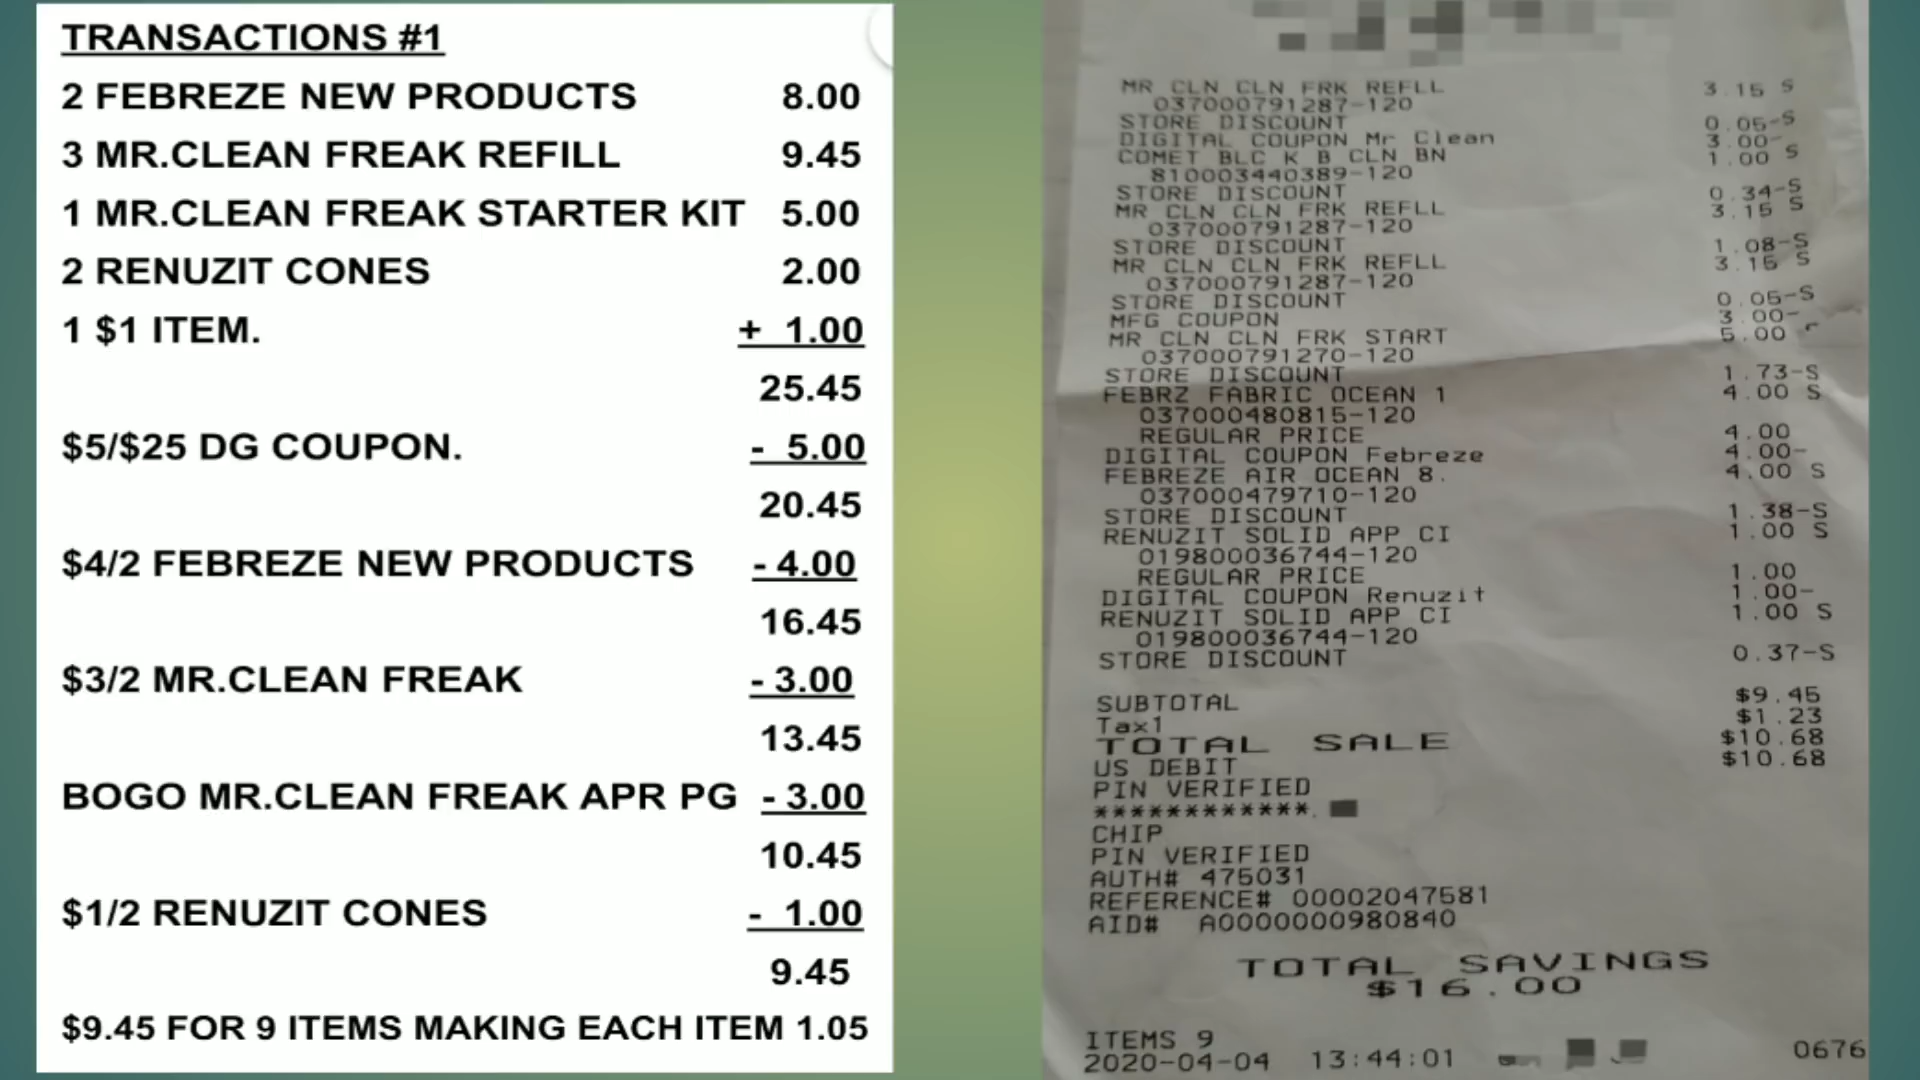 TRANSACTIONS #1
2 FEBREZE NEW PRODUCTS 8.00
3 MR.CLEAN FREAK REFILL 9.45
1 MR.CLEAN FREAK STARTER KIT 5.00
2 RENUZIT CONES 2.00
1 $1 ITEM. + 1.00
25.45
$5/$25 DG COUPON. - 5.00
20.45
$4/2 FEBREZE NEW PRODUCTS - 4.00
16.45
$3/2 MR.CLEAN FREAK - 3.00
13.45
BOGO MR.CLEAN FREAK APR PG - 3.00
10.45
$1/2 RENUZIT CONES - 1.00
9.45
$9.45 FOR 9 ITEMS MAKING EACH ITEM 1.05
MR CLN CLN FRK REFLL 3.15 S
037000791287-120
STORE DISCOUNT 0.05-S
DIGITAL COUPON Mr Clean 3.00-
COMET BLC K B CLN BN 1.00 S
810003440389-120
STORE DISCOUNT 0.34-S
MR CLN CLN FRK REFLL 3.15 S
037000791287-120
STORE DISCOUNT 1.08-S
MR CLN CLN FRK REFLL 3.15 S
037000791287-120
STORE DISCOUNT 0.05-S
MFG COUPON 3.00-
MR CLN CLN FRK START 5.00
037000791270-120
STORE DISCOUNT 1.73-S
FEBRZ FABRIC OCEAN 1 4.00 S
037000480815-120
REGULAR PRICE 4.00
DIGITAL COUPON Febreze 4.00-
FEBREZE AIR OCEAN 8. 4.00 S
037000479710-120
STORE DISCOUNT 1.38-S
RENUZIT SOLID APP CI 1.00 S
019800036744-120
REGULAR PRICE 1.00
DIGITAL COUPON Renuzit 1.00-
RENUZIT SOLID APP CI 1.00 S
019800036744-120
STORE DISCOUNT 0.37-S
SUBTOTAL $9.45
Tax1 $1.23
TOTAL SALE $10.68
US DEBIT $10.68
PIN VERIFIED
************.
CHIP
PIN VERIFIED
AUTH# 475031
REFERENCE# 00002047581
AID# A0000000980840
TOTAL SAVINGS
$16.00
ITEMS 9
2020-04-04 13:44:01 0676